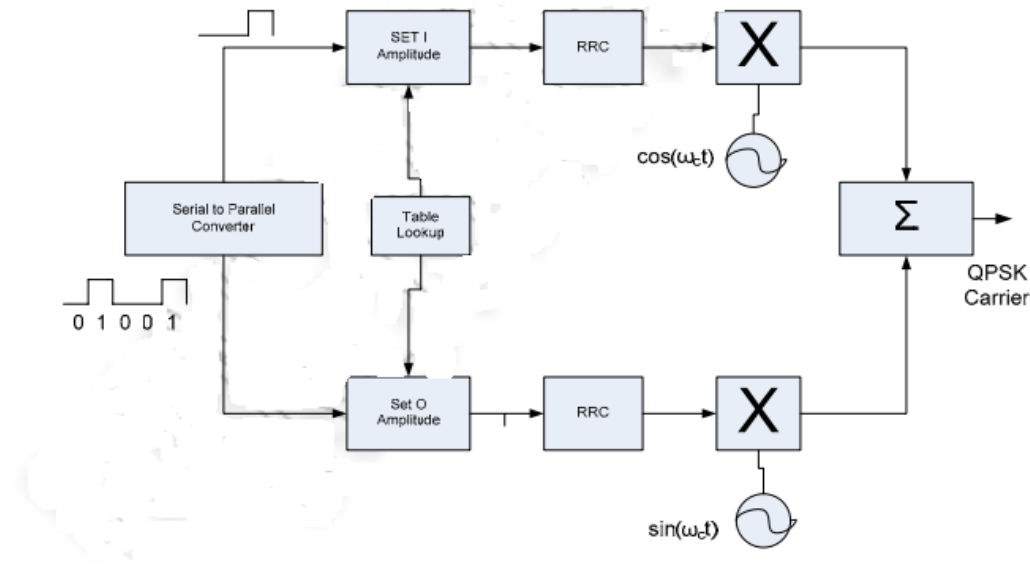 SET I
Amplitude
RRC
X
cos(ωct)
Serial to Parallel
Converter
Table
Lookup
Σ
QPSK
Carrier
0 1 0 0 1
Set O
Amplitude
RRC
X
sin(ωct)